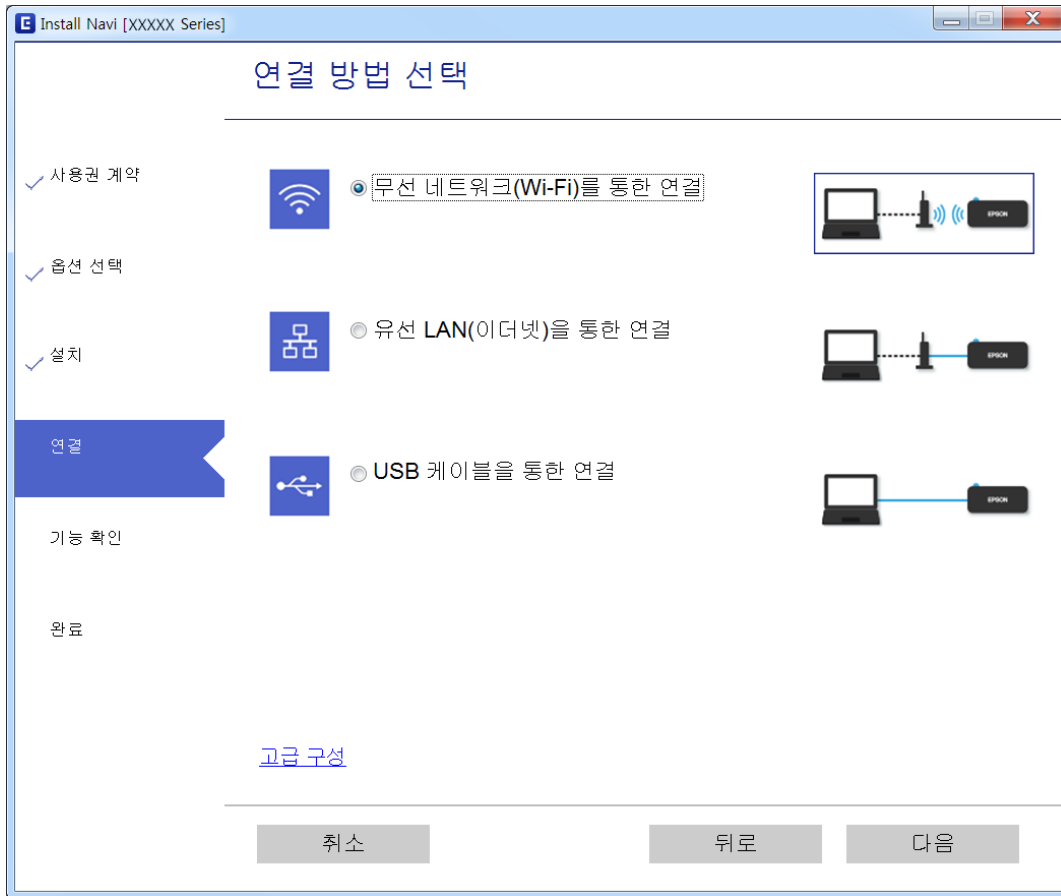 Install Navi [XXXXX Series]
연결 방법 선택
사용권 계약
옵션 선택
설치
연결
기능 확인
완료
무선 네트워크(Wi-Fi)를 통한 연결
EPSON
유선 LAN(이더넷)을 통한 연결
EPSON
USB 케이블을 통한 연결
EPSON
고급 구성
취소
뒤로
다음